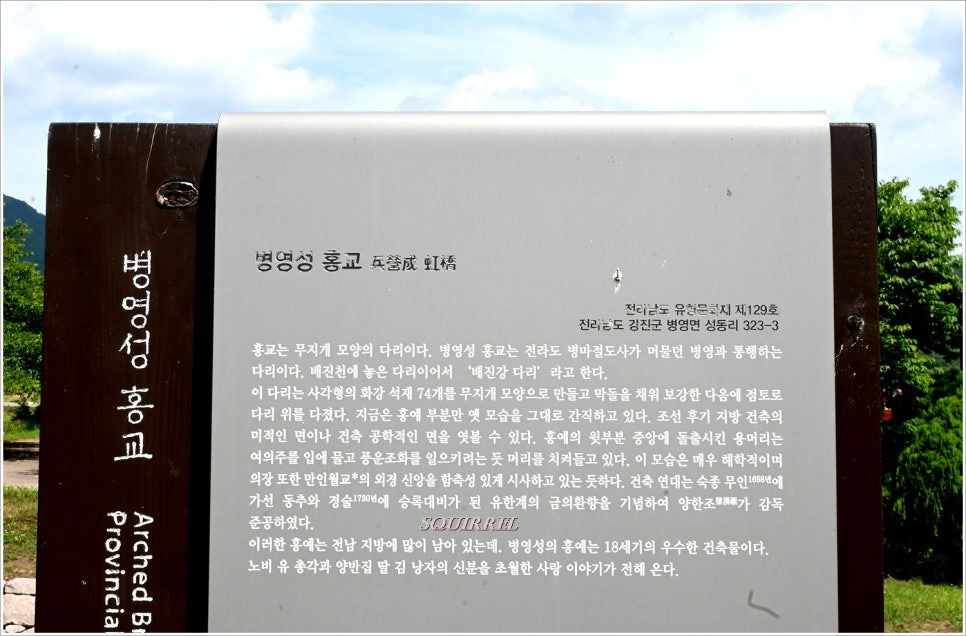 병영성 홍교
Arched
Provincial
병영성 홍교 兵營成 虹橋
전라남도 유형문화재 제129호
전라남도 강진군 병영면 성동리 323-3
홍교는 무지개 모양의 다리이다. 병영성 홍교는 전라도 병마절도사가 머물던 병영과 통행하는
다리이다. 배진천에 놓은 다리이어서 ‘배진강 다리’라고 한다.
이 다리는 사각형의 화강 석재 74개를 무지개 모양으로 만들고 막돌을 채워 보강한 다음에 점토로
다리 위를 다졌다. 지금은 홍예 부분만 옛 모습을 그대로 간직하고 있다. 조선 후기 지방 건축의
미적인 면이나 건축 공학적인 면을 엿볼 수 있다. 홍예의 윗부분 중앙에 돌출시킨 용머리는
여의주를 입에 물고 풍운조화를 일으키려는 듯 머리를 치켜들고 있다. 이 모습은 매우 해학적이며
의장 또한 만인월교*의 외경 신앙을 함축성 있게 시사하고 있는 듯하다. 건축 연대는 숙종 무인1698년에
가선 동추와 경술1730년에 숭록대비가 된 유한계의 금의환향을 기념하여 양한조가 감독
준공하였다.
SQUIRREL
이러한 홍예는 전남 지방에 많이 남아 있는데, 병영성의 홍예는 18세기의 우수한 건축물이다.
노비 유 총각과 양반집 딸 김 낭자의 신분을 초월한 사랑 이야기가 전해 온다.